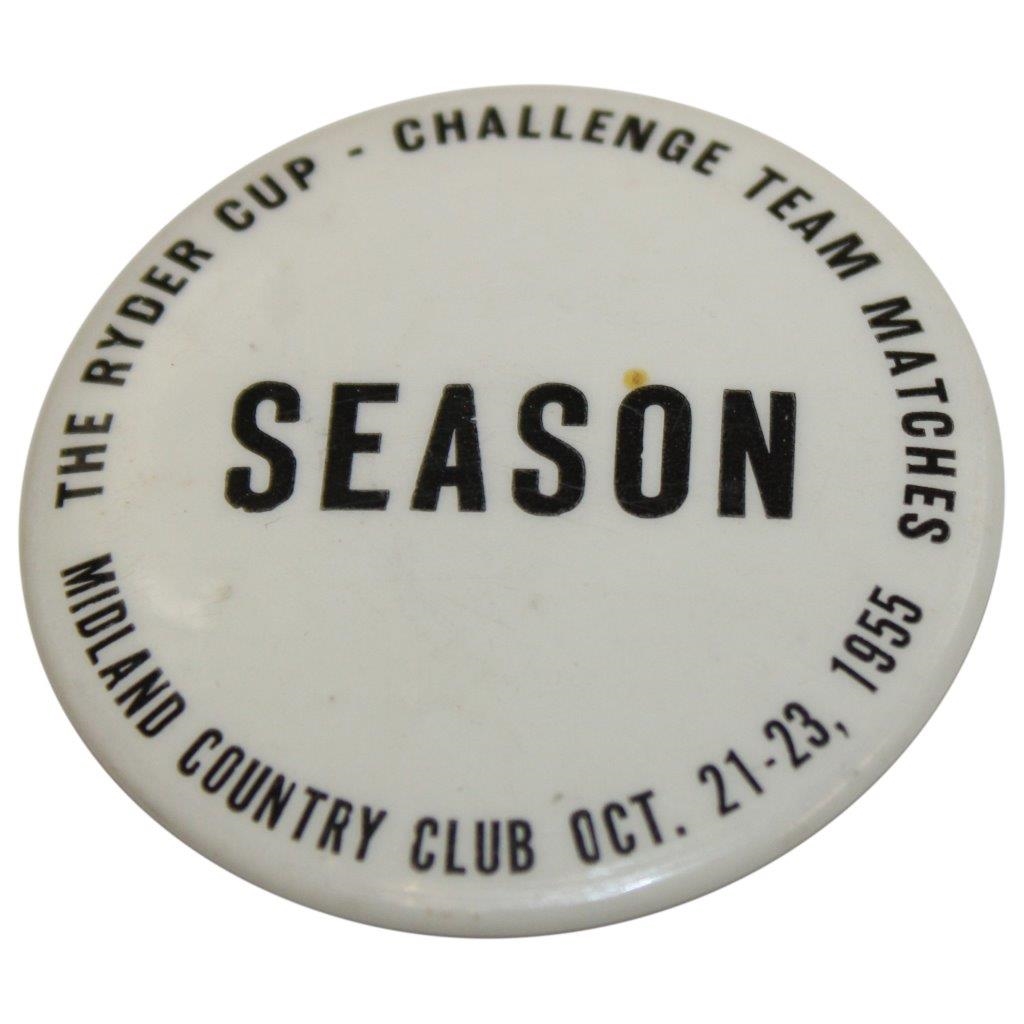 THE RYDER CUP - CHALLENGE TEAM MATCHES
SEASON
MIDLAND COUNTRY CLUB OCT. 21-23, 1955